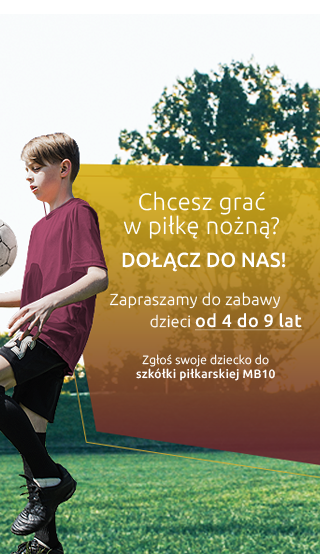 Chcesz grać
w piłkę nożną?
DOŁĄCZ DO NAS!
Zapraszamy do zabawy
dzieci od 4 do 9 lat
Zgłoś swoje dziecko do
szkółki piłkarskiej MB10